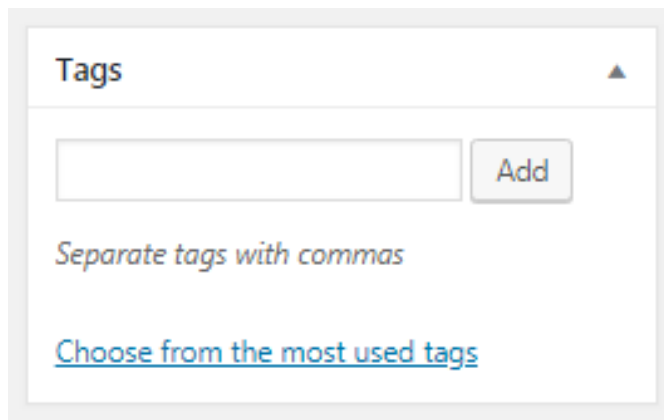 Tags
Add
Separate tags with commas
Choose from the most used tags